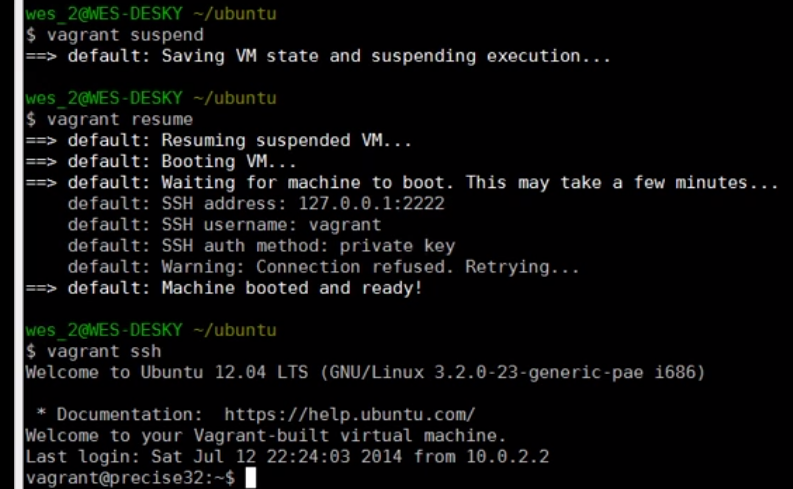 wes_2@WES-DESKY ~/ubuntu
$ vagrant suspend
==> default: Saving VM state and suspending execution...
wes_2@WES-DESKY ~/ubuntu
$ vagrant resume
==> default: Resuming suspended VM...
==> default: Booting VM...
==> default: Waiting for machine to boot. This may take a few minutes...
default: SSH address: 127.0.0.1:2222
default: SSH username: vagrant
default: SSH auth method: private key
default: Warning: Connection refused. Retrying...
==> default: Machine booted and ready!
wes_2@WES-DESKY ~/ubuntu
$ vagrant ssh
Welcome to Ubuntu 12.04 LTS (GNU/Linux 3.2.0-23-generic-pae i686)
* Documentation:  https://help.ubuntu.com/
Welcome to your Vagrant-built virtual machine.
Last login: Sat Jul 12 22:24:03 2014 from 10.0.2.2
vagrant@precise32:~$